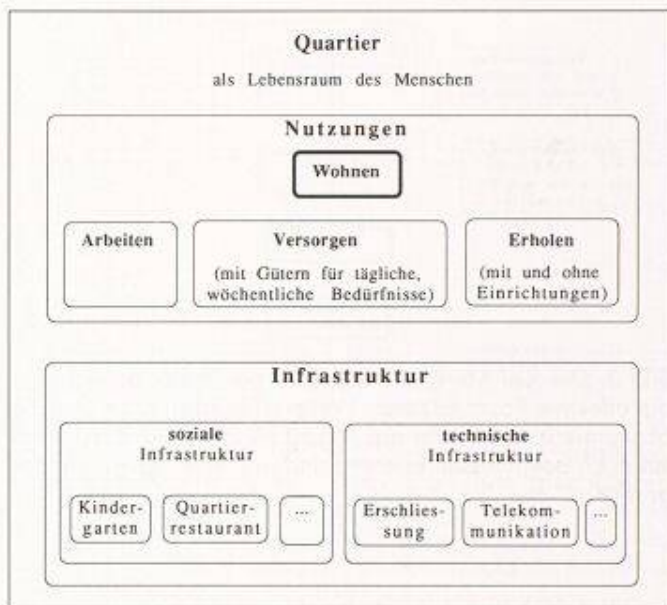 Quartier
als Lebensraum des Menschen
Nutzungen
Wohnen
Arbeiten
Versorgen
(mit Gütern für tägliche,
wöchentliche Bedürfnisse)
Erholen
(mit und ohne
Einrichtungen)
Infrastruktur
soziale
Infrastruktur
Kinder-
garten
Quartier-
restaurant
...
technische
Infrastruktur
Erschlies-
sung
Telekom-
munikation
...